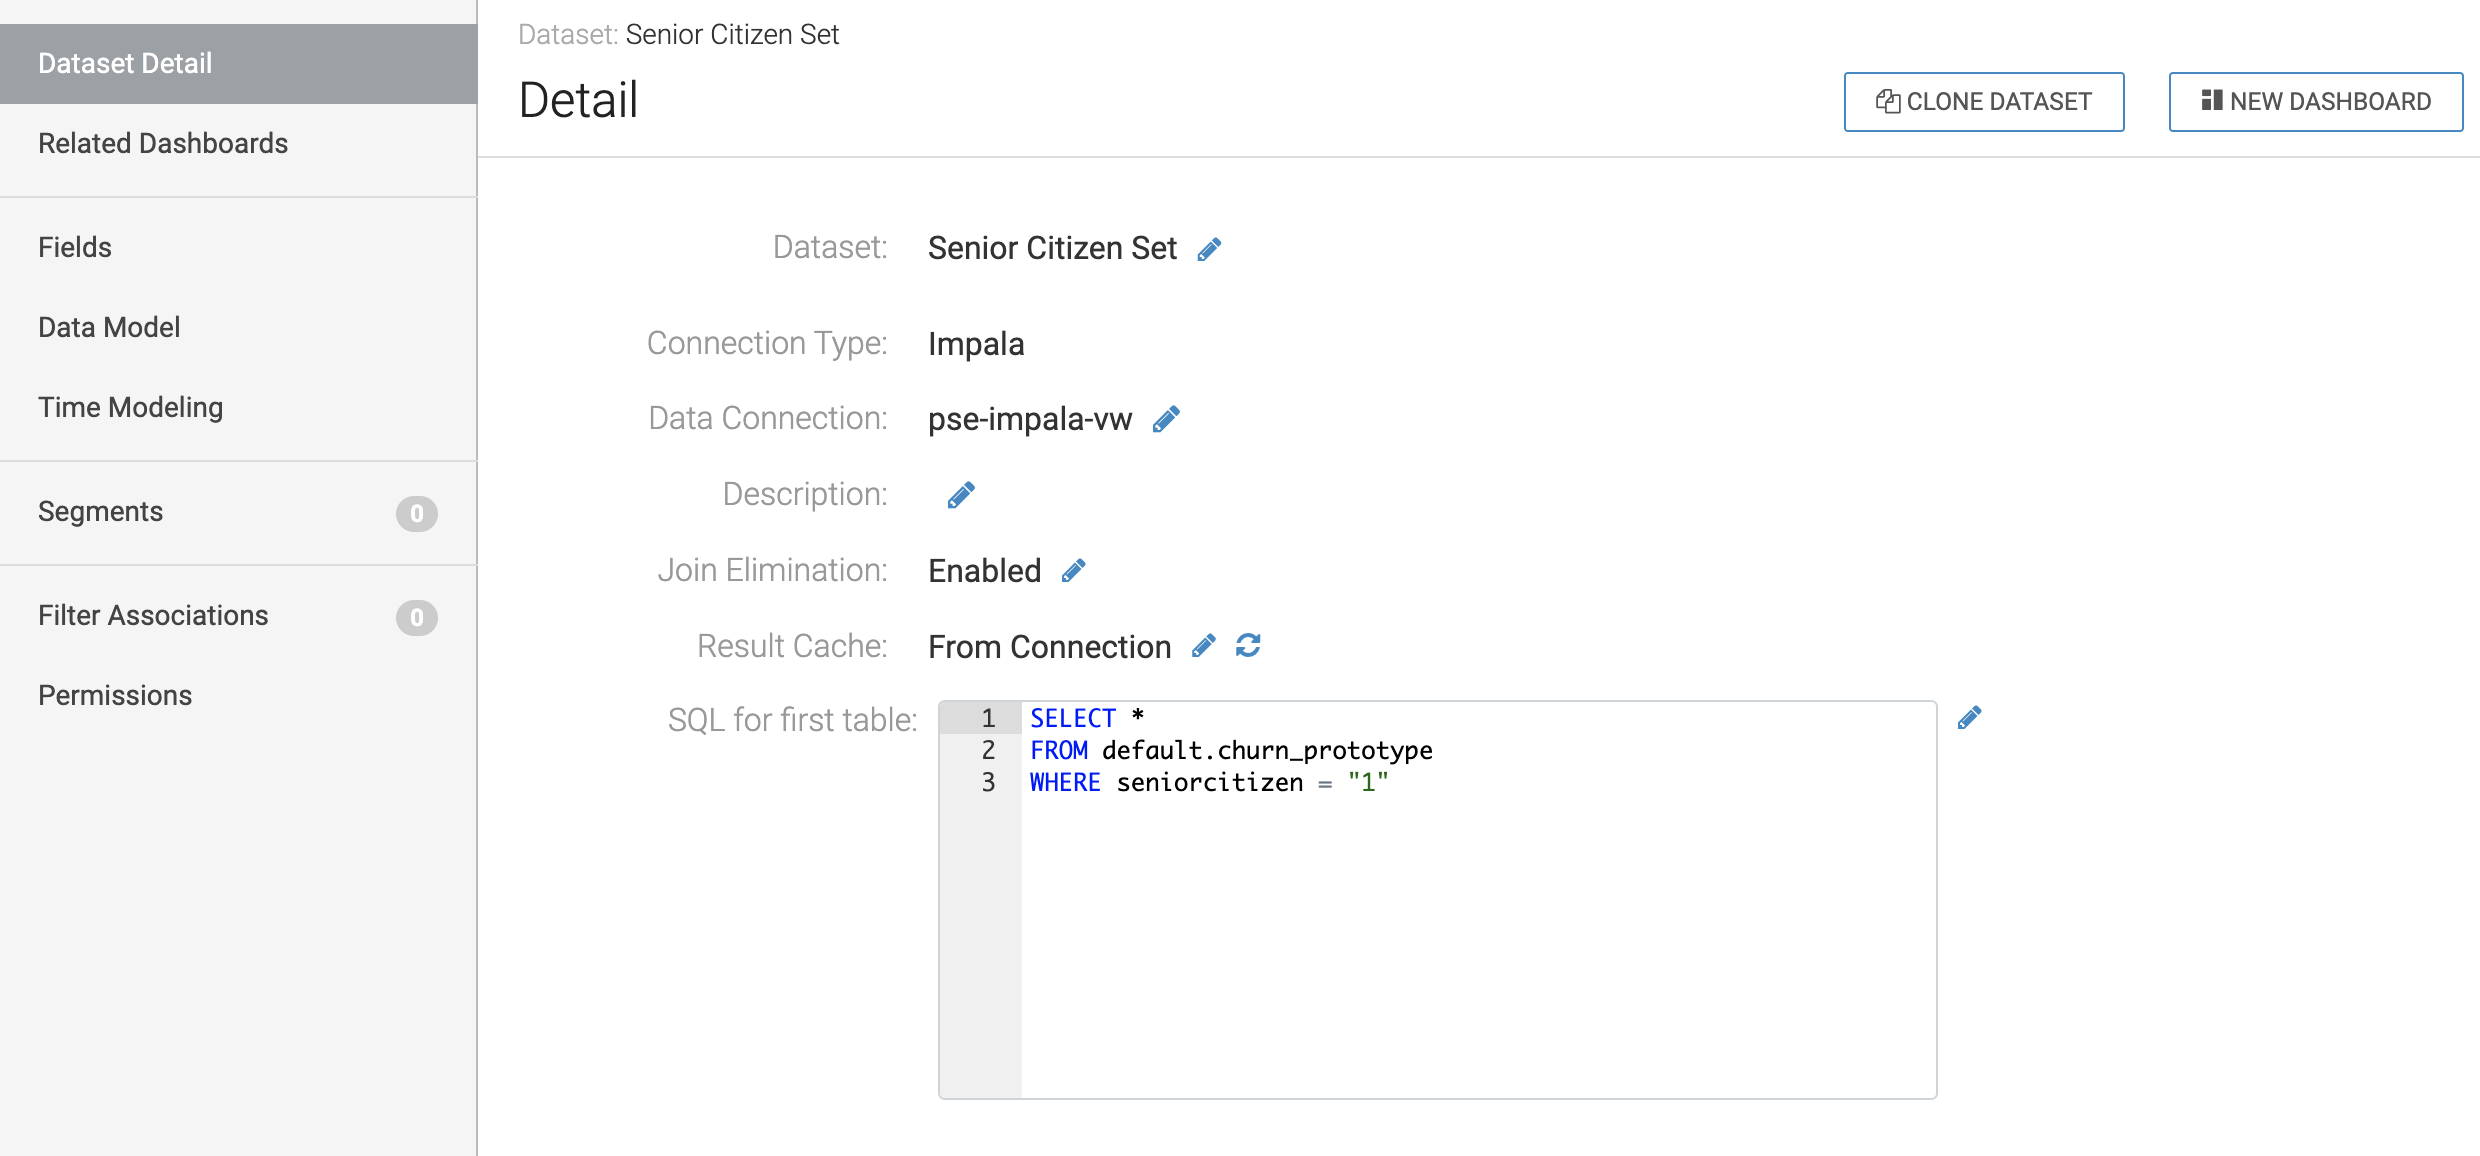 Dataset Detail
Related Dashboards
Fields
Data Model
Time Modeling
Segments 0
Filter Associations 0
Permissions
Dataset: Senior Citizen Set
Detail
CLONE DATASET
NEW DASHBOARD
Dataset: Senior Citizen Set
Connection Type: Impala
Data Connection: pse-impala-vw
Description:
Join Elimination: Enabled
Result Cache: From Connection
SQL for first table:
1 SELECT *
2 FROM default.churn_prototype
3 WHERE seniorcitizen = "1"